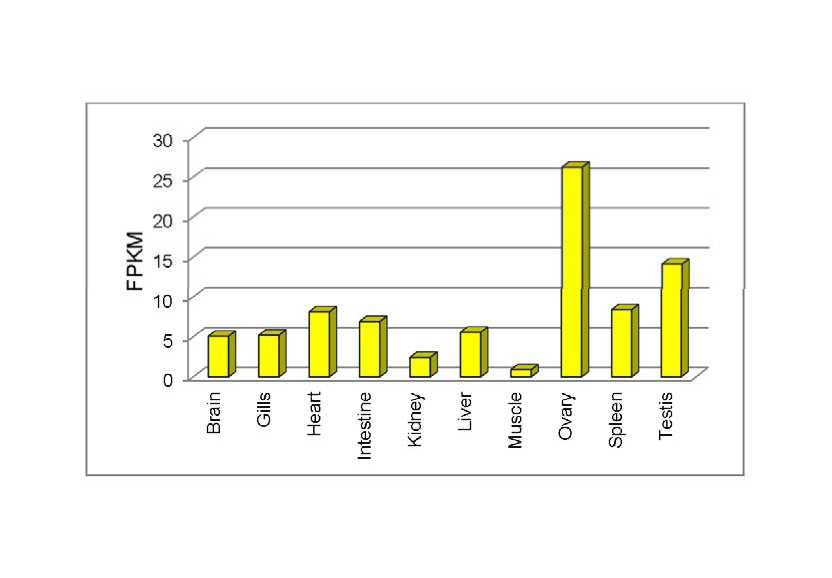 30
25
20
15
10
5
0
FPKM
Brain
Gills
Heart
Intestine
Kidney
Liver
Muscle
Ovary
Spleen
Testis